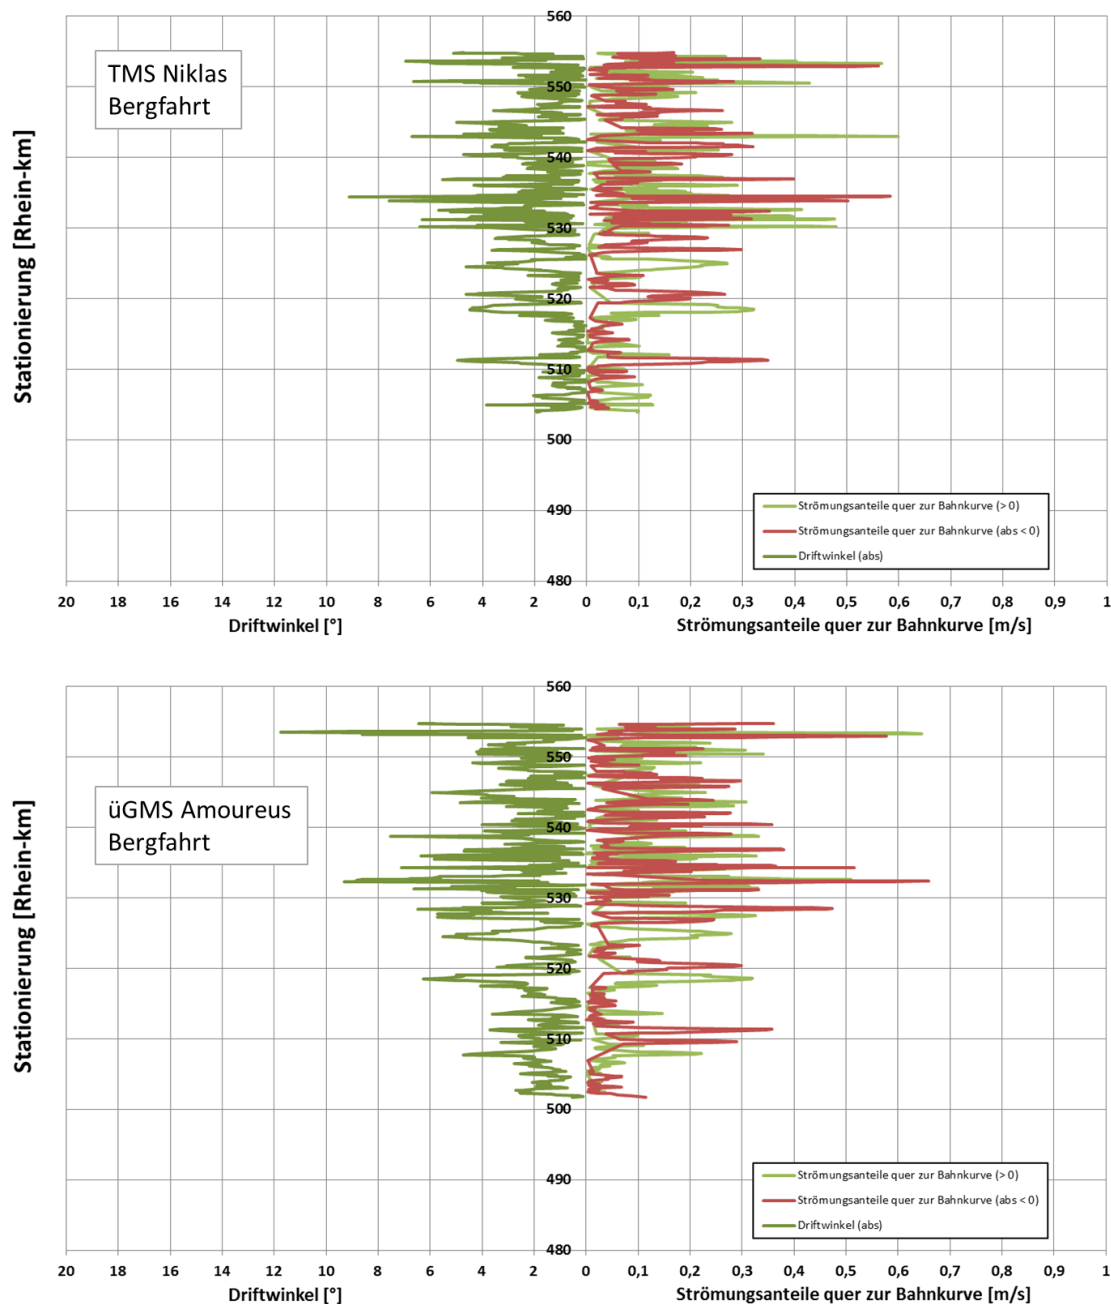 TMS Niklas
Bergfahrt
Stationierung [Rhein-km]
560
550
540
530
520
510
500
490
480
Strömungsanteile quer zur Bahnkurve (> 0)
Strömungsanteile quer zur Bahnkurve (abs < 0)
Driftwinkel (abs)
20 18 16 14 12 10 8 6 4 2 0 0,1 0,2 0,3 0,4 0,5 0,6 0,7 0,8 0,9 1
Driftwinkel [°] Strömungsanteile quer zur Bahnkurve [m/s]
üGMS Amoureus
Bergfahrt
Stationierung [Rhein-km]
560
550
540
530
520
510
500
490
480
Strömungsanteile quer zur Bahnkurve (> 0)
Strömungsanteile quer zur Bahnkurve (abs < 0)
Driftwinkel (abs)
20 18 16 14 12 10 8 6 4 2 0 0,1 0,2 0,3 0,4 0,5 0,6 0,7 0,8 0,9 1
Driftwinkel [°] Strömungsanteile quer zur Bahnkurve [m/s]